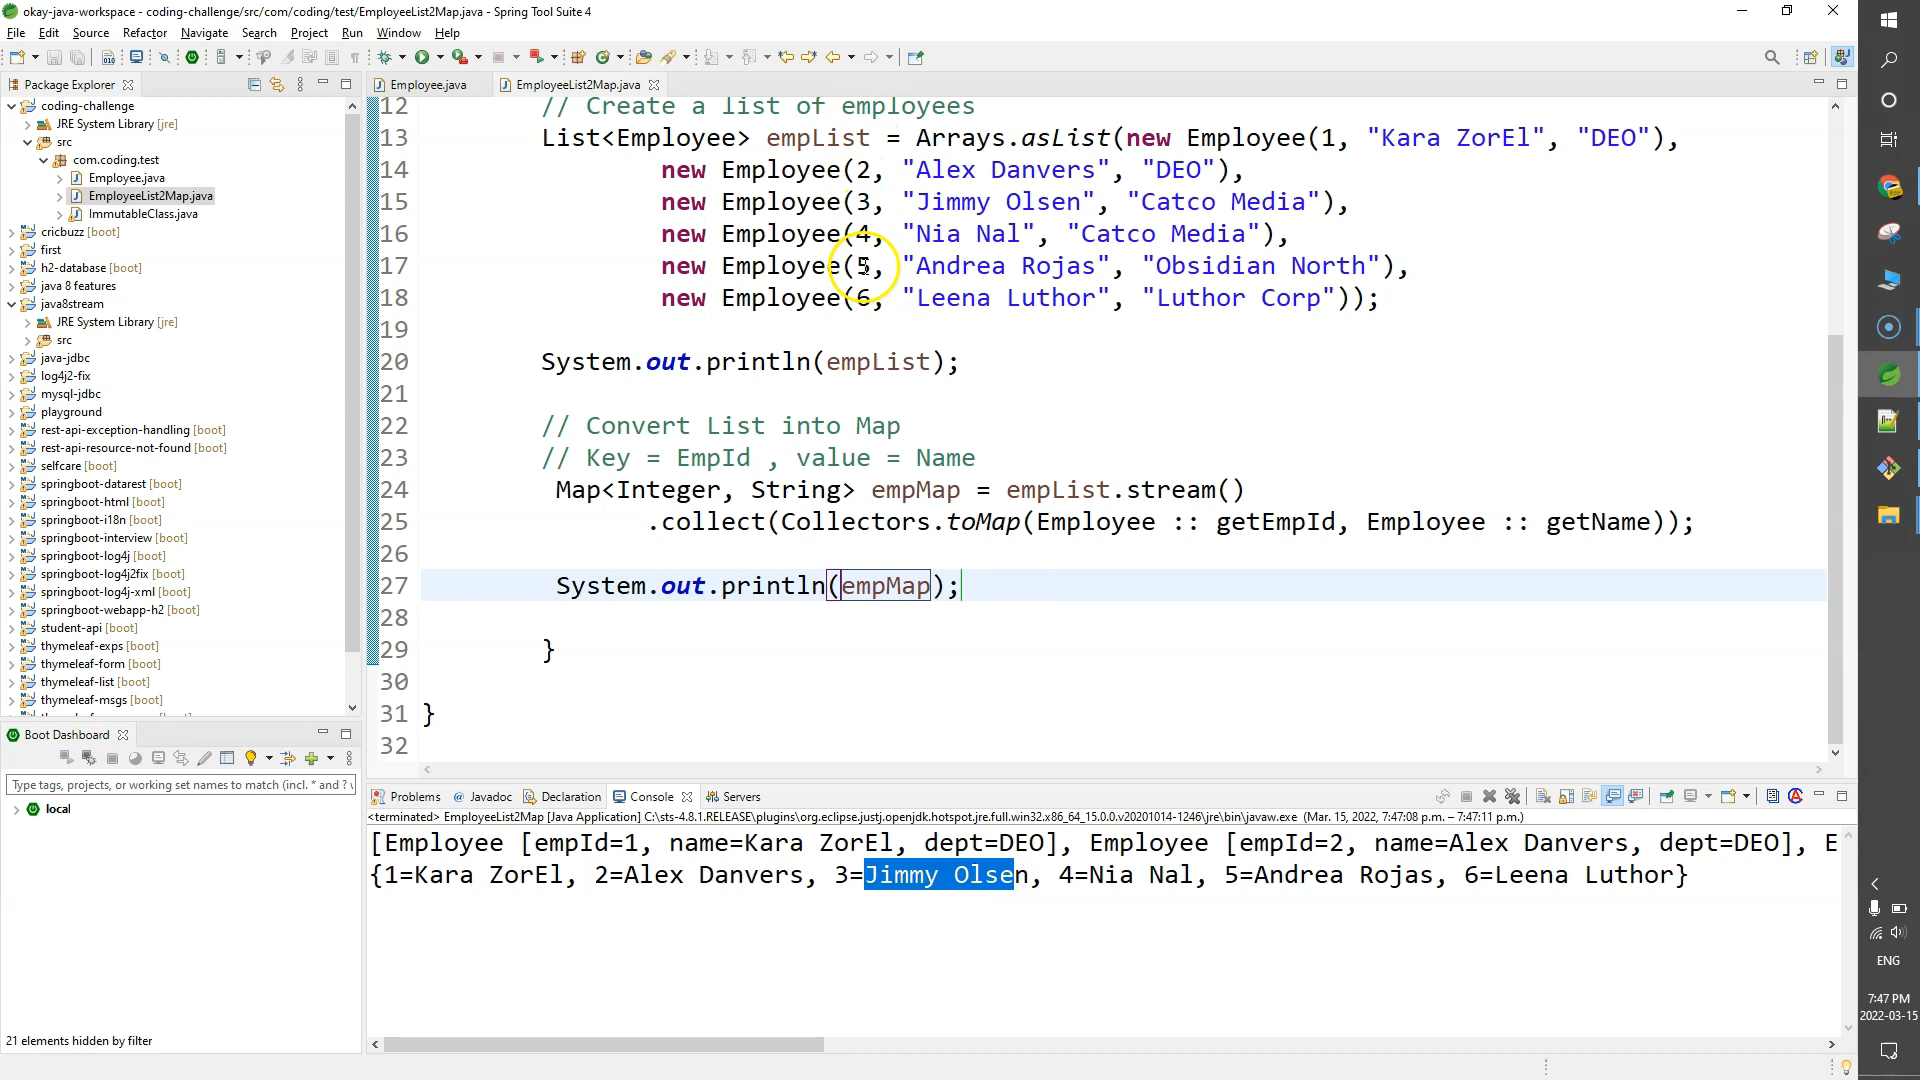 okay-java-workspace - coding-challenge/src/com/coding/test/EmployeeList2Map.java - Spring Tool Suite 4
File Edit Source Refactor Navigate Search Project Run Window Help
Package Explorer
coding-challenge
JRE System Library [jre]
src
com.coding.test
Employee.java
EmployeeList2Map.java
ImmutableClass.java
cricbuzz [boot]
first
h2-database [boot]
java 8 features
java8stream
JRE System Library [jre]
src
java-jdbc
log4j2-fix
mysql-jdbc
playground
rest-api-exception-handling [boot]
rest-api-resource-not-found [boot]
selfcare [boot]
springboot-datarest [boot]
springboot-html [boot]
springboot-i18n [boot]
springboot-interview [boot]
springboot-log4j [boot]
springboot-log4j2fix [boot]
springboot-log4j-xml [boot]
springboot-webapp-h2 [boot]
student-api [boot]
thymeleaf-exps [boot]
thymeleaf-form [boot]
thymeleaf-list [boot]
thymeleaf-msgs [boot]
Boot Dashboard
Type tags, projects, or working set names to match (incl. * and ?
local
21 elements hidden by filter
Employee.java EmployeeList2Map.java
12 // Create a list of employees
13 List<Employee> empList = Arrays.asList(new Employee(1, "Kara ZorEl", "DEO"),
14 new Employee(2, "Alex Danvers", "DEO"),
15 new Employee(3, "Jimmy Olsen", "Catco Media"),
16 new Employee(4, "Nia Nal", "Catco Media"),
17 new Employee(5, "Andrea Rojas", "Obsidian North"),
18 new Employee(6, "Leena Luthor", "Luthor Corp"));
19
20 System.out.println(empList);
21
22 // Convert List into Map
23 // Key = EmpId , value = Name
24 Map<Integer, String> empMap = empList.stream()
25 .collect(Collectors.toMap(Employee :: getEmpId, Employee :: getName));
26
27 System.out.println(empMap);
28
29 }
30
31 }
32
Problems Javadoc Declaration Console Servers
<terminated> EmployeeList2Map [Java Application] C:\sts-4.8.1.RELEASE\plugins\org.eclipse.justj.openjdk.hotspot.jre.full.win32.x86_64_15.0.0.v20201014-1246\jre\bin\javaw.exe (Mar. 15, 2022, 7:47:08 p.m. – 7:47:11 p.m.)
[Employee [empId=1, name=Kara ZorEl, dept=DEO], Employee [empId=2, name=Alex Danvers, dept=DEO], E
{1=Kara ZorEl, 2=Alex Danvers, 3=Jimmy Olsen, 4=Nia Nal, 5=Andrea Rojas, 6=Leena Luthor}
ENG
7:47 PM
2022-03-15